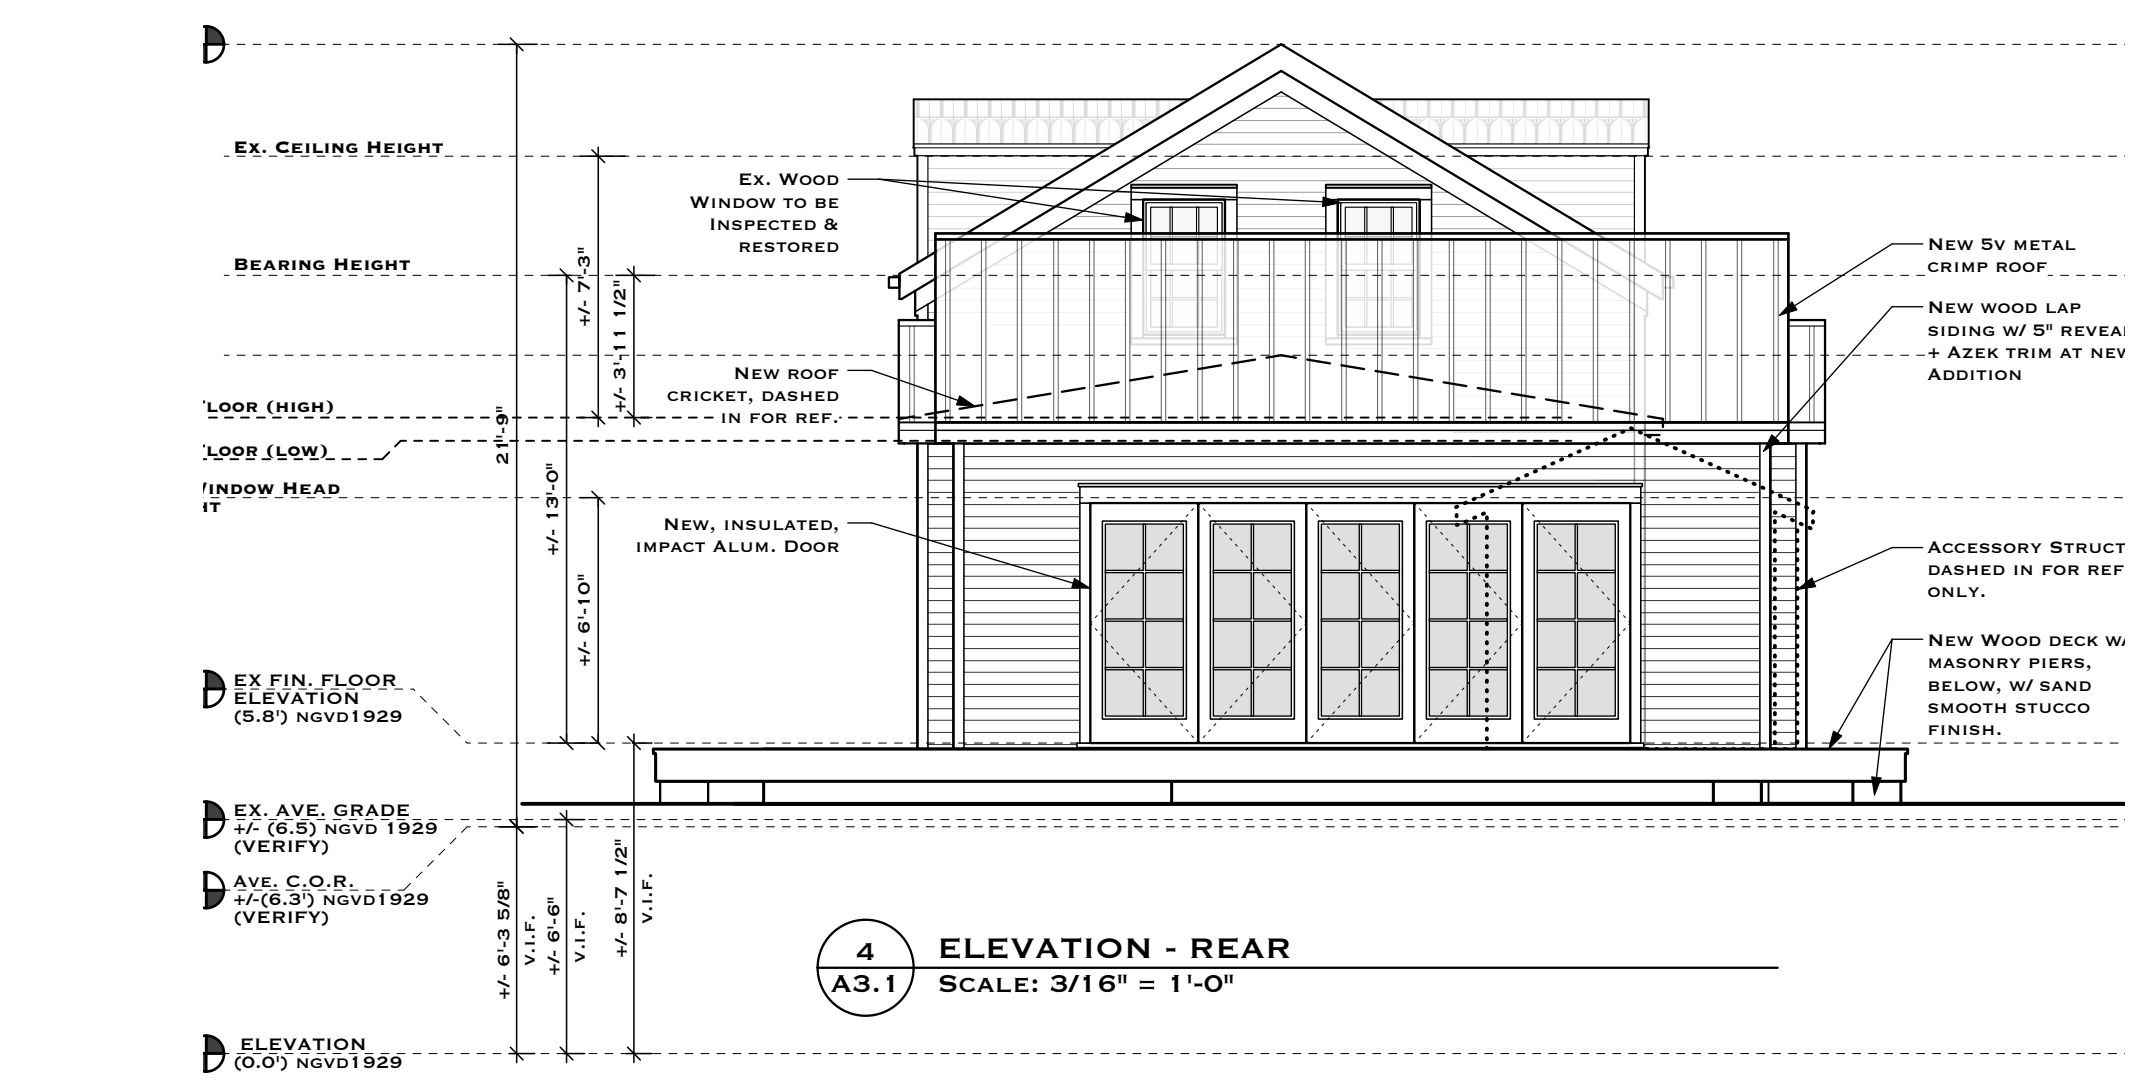 Ex. Ceiling Height
Bearing Height
loor (high)
loor (low)
indow Head
ht
EX FIN. FLOOR
ELEVATION
(5.8') NGVD1929
EX. AVE. GRADE
+/- (6.5) NGVD 1929
(VERIFY)
Ave. C.O.R.
+/-(6.3') NGVD1929
(VERIFY)
ELEVATION
(0.0') NGVD1929
21'-9"
+/- 13'-0"
+/- 7'-3"
+/- 3'-11 1/2"
+/- 6'-10"
+/- 6'-3 5/8"
V.I.F.
+/- 6'-6"
V.I.F.
+/- 8'-7 1/2"
V.I.F.
Ex. Wood
Window to be
Inspected &
restored
New roof
cricket, dashed
in for ref.
New, insulated,
impact Alum. Door
New 5v metal
crimp roof
New wood lap
siding w/ 5" revea
+ Azek trim at new
Addition
Accessory Struct
dashed in for ref
only.
New Wood deck w/
masonry piers,
below, w/ sand
smooth stucco
finish.
4
A3.1
ELEVATION - REAR
Scale: 3/16" = 1'-0"